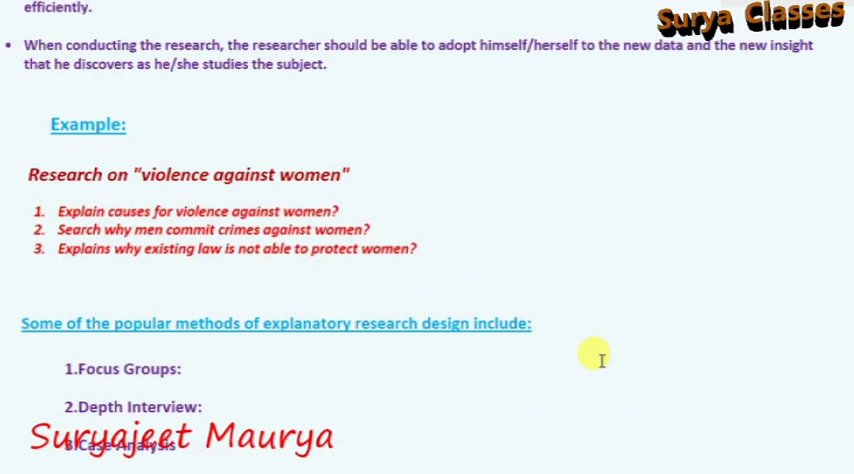 efficiently.
Surya Classes
• When conducting the research, the researcher should be able to adopt himself/herself to the new data and the new insight
that he discovers as he/she studies the subject.
Example:
Research on "violence against women"
1. Explain causes for violence against women?
2. Search why men commit crimes against women?
3. Explains why existing law is not able to protect women?
Some of the popular methods of explanatory research design include:
1.Focus Groups:
2.Depth Interview:
Suryajeet Maurya
3.Case Analysis